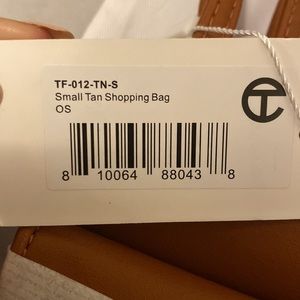 TF-012-TN-S
Small Tan Shopping Bag
OS
8 10064 88043 8